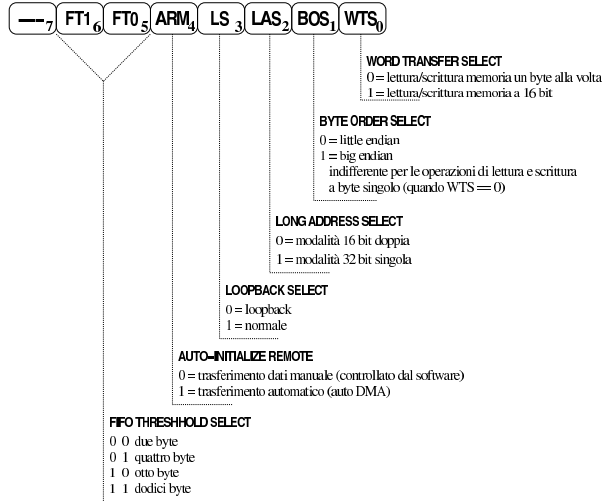 —7 FT16 FT05 ARM4 LS3 LAS2 BOS1 WTS0
WORD TRANSFER SELECT
0 = lettura/scrittura memoria un byte alla volta
1 = lettura/scrittura memoria a 16 bit
BYTE ORDER SELECT
0 = little endian
1 = big endian
indifferente per le operazioni di lettura e scrittura
a byte singolo (quando WTS == 0)
LONG ADDRESS SELECT
0 = modalità 16 bit doppia
1 = modalità 32 bit singola
LOOPBACK SELECT
0 = loopback
1 = normale
AUTO-INITIALIZE REMOTE
0 = trasferimento dati manuale (controllato dal software)
1 = trasferimento automatico (auto DMA)
FIFO THRESHHOLD SELECT
0 0 due byte
0 1 quattro byte
1 0 otto byte
1 1 dodici byte